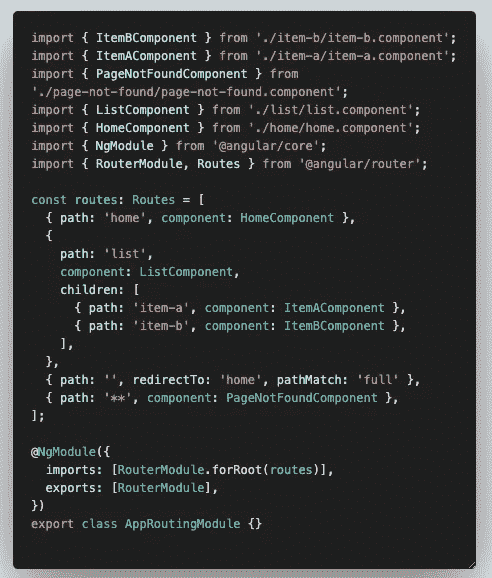 import { ItemBComponent } from './item-b/item-b.component';
import { ItemAComponent } from './item-a/item-a.component';
import { PageNotFoundComponent } from
'./page-not-found/page-not-found.component';
import { ListComponent } from './list/list.component';
import { HomeComponent } from './home/home.component';
import { NgModule } from '@angular/core';
import { RouterModule, Routes } from '@angular/router';

const routes: Routes = [
  { path: 'home', component: HomeComponent },
  {
    path: 'list',
    component: ListComponent,
    children: [
      { path: 'item-a', component: ItemAComponent },
      { path: 'item-b', component: ItemBComponent },
    ],
  },
  { path: '', redirectTo: 'home', pathMatch: 'full' },
  { path: '**', component: PageNotFoundComponent },
];

@NgModule({
  imports: [RouterModule.forRoot(routes)],
  exports: [RouterModule],
})
export class AppRoutingModule {}